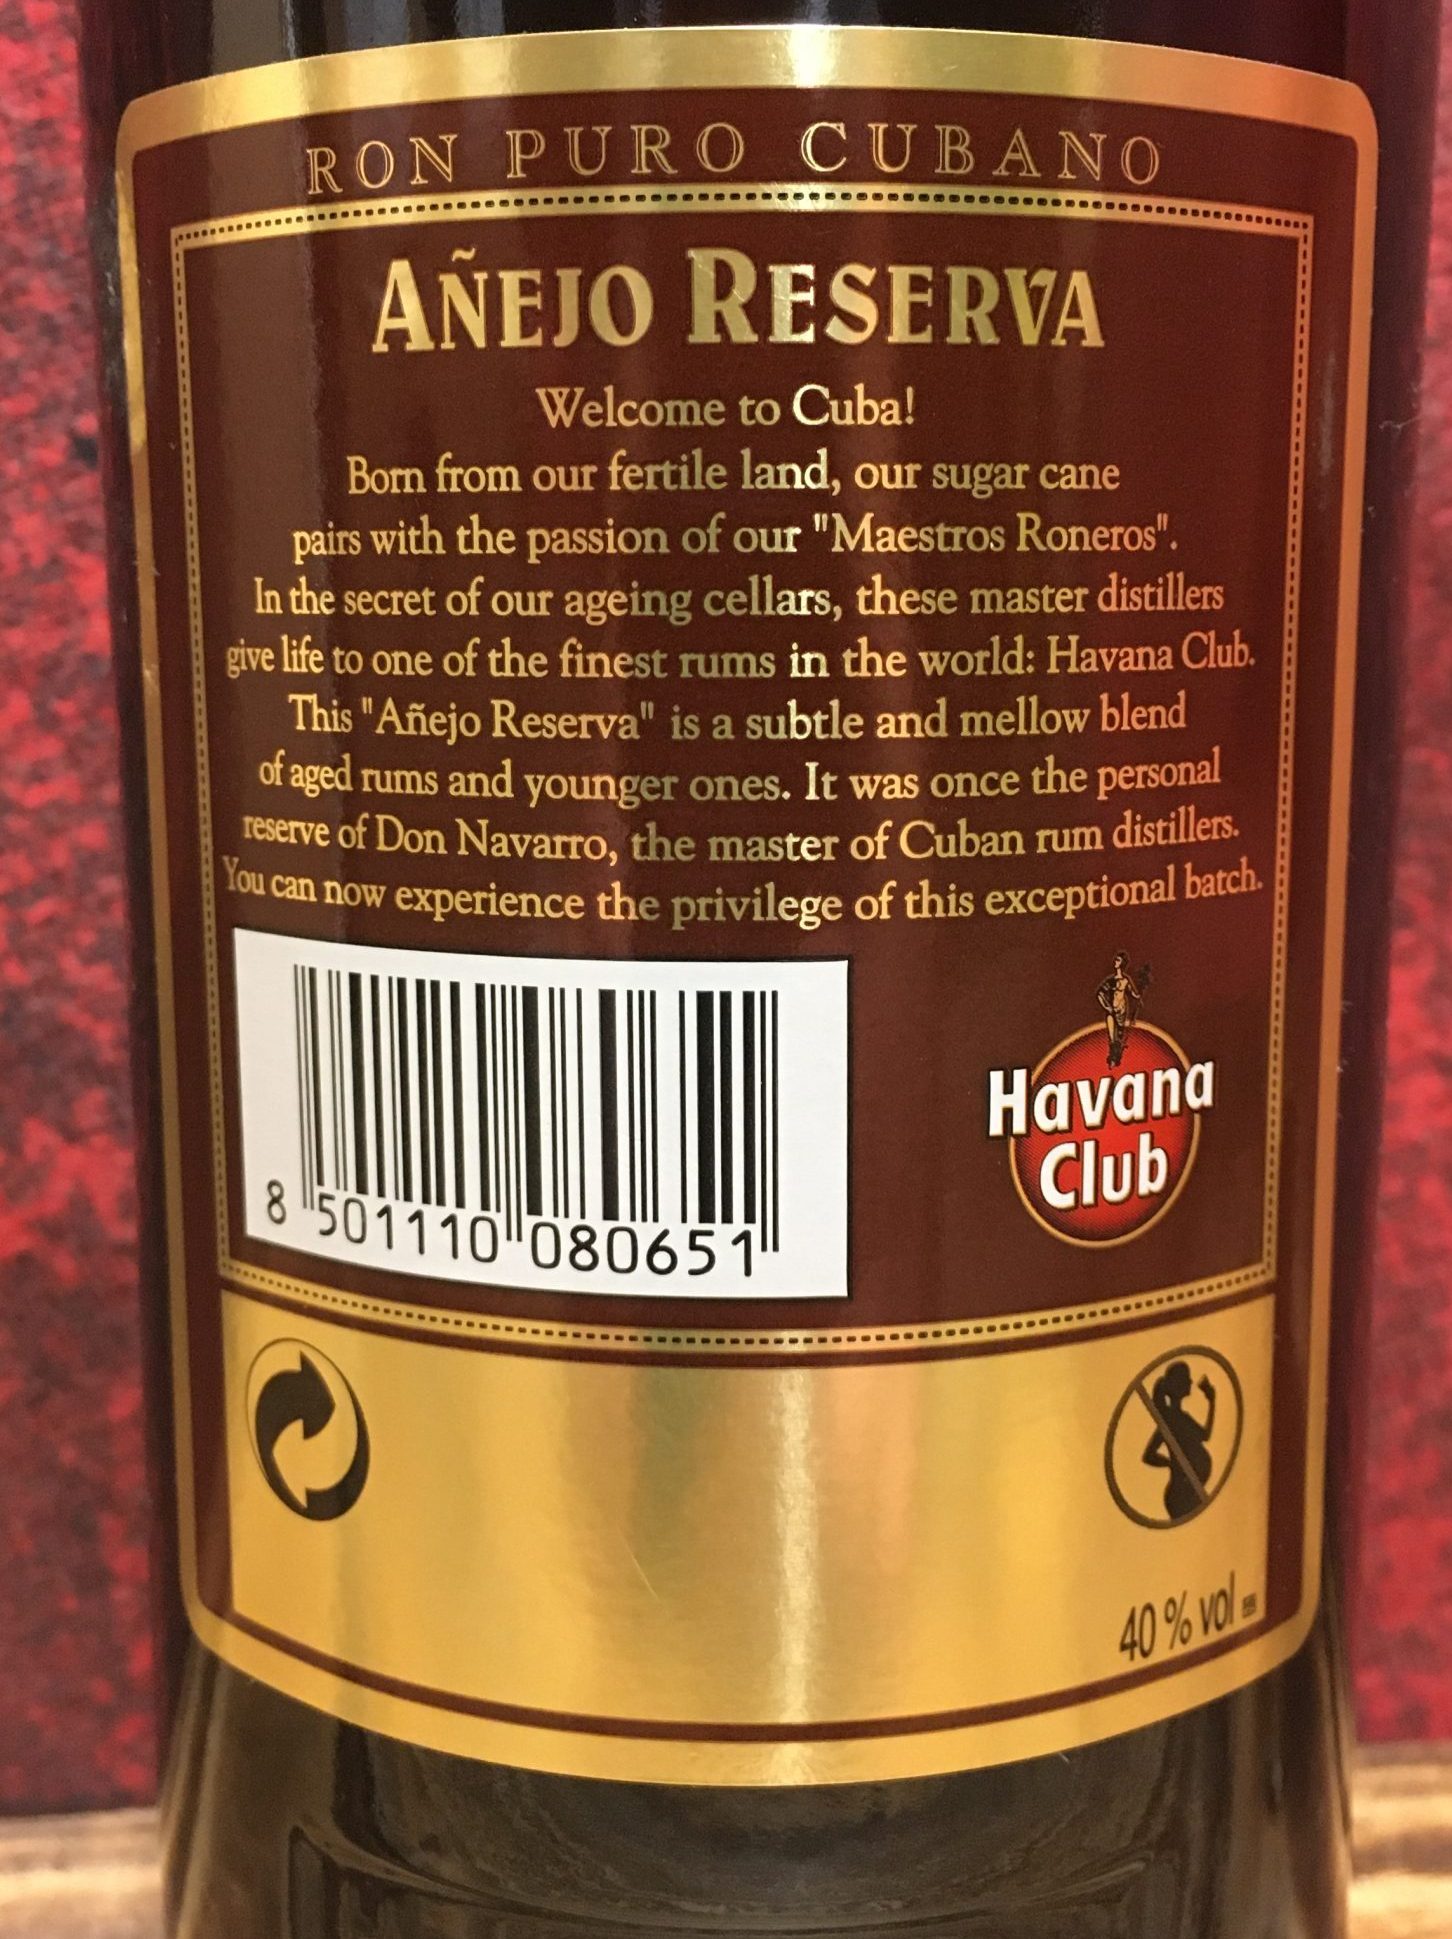 RON PURO CUBANO
AÑEJO RESERVA
Welcome to Cuba!
Born from our fertile land, our sugar cane
pairs with the passion of our "Maestros Roneros".
In the secret of our ageing cellars, these master distillers
give life to one of the finest rums in the world: Havana Club.
This "Añejo Reserva" is a subtle and mellow blend
of aged rums and younger ones. It was once the personal
reserve of Don Navarro, the master of Cuban rum distillers.
You can now experience the privilege of this exceptional batch.
8 501110 080651
Havana
Club
40 % vol